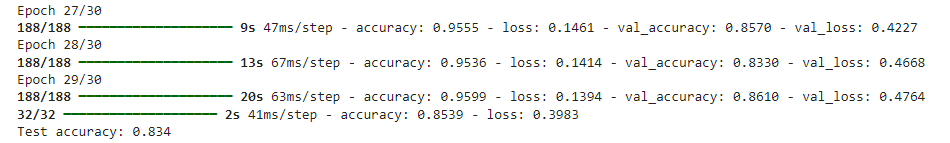 Epoch 27/30
188/188 ━━━━━━━━━━━━━━━━━━━━ 9s 47ms/step - accuracy: 0.9555 - loss: 0.1461 - val_accuracy: 0.8570 - val_loss: 0.4227
Epoch 28/30
188/188 ━━━━━━━━━━━━━━━━━━━━ 13s 67ms/step - accuracy: 0.9536 - loss: 0.1414 - val_accuracy: 0.8330 - val_loss: 0.4668
Epoch 29/30
188/188 ━━━━━━━━━━━━━━━━━━━━ 20s 63ms/step - accuracy: 0.9599 - loss: 0.1394 - val_accuracy: 0.8610 - val_loss: 0.4764
32/32 ━━━━━━━━━━━━━━━━━━━━ 2s 41ms/step - accuracy: 0.8539 - loss: 0.3983
Test accuracy: 0.834